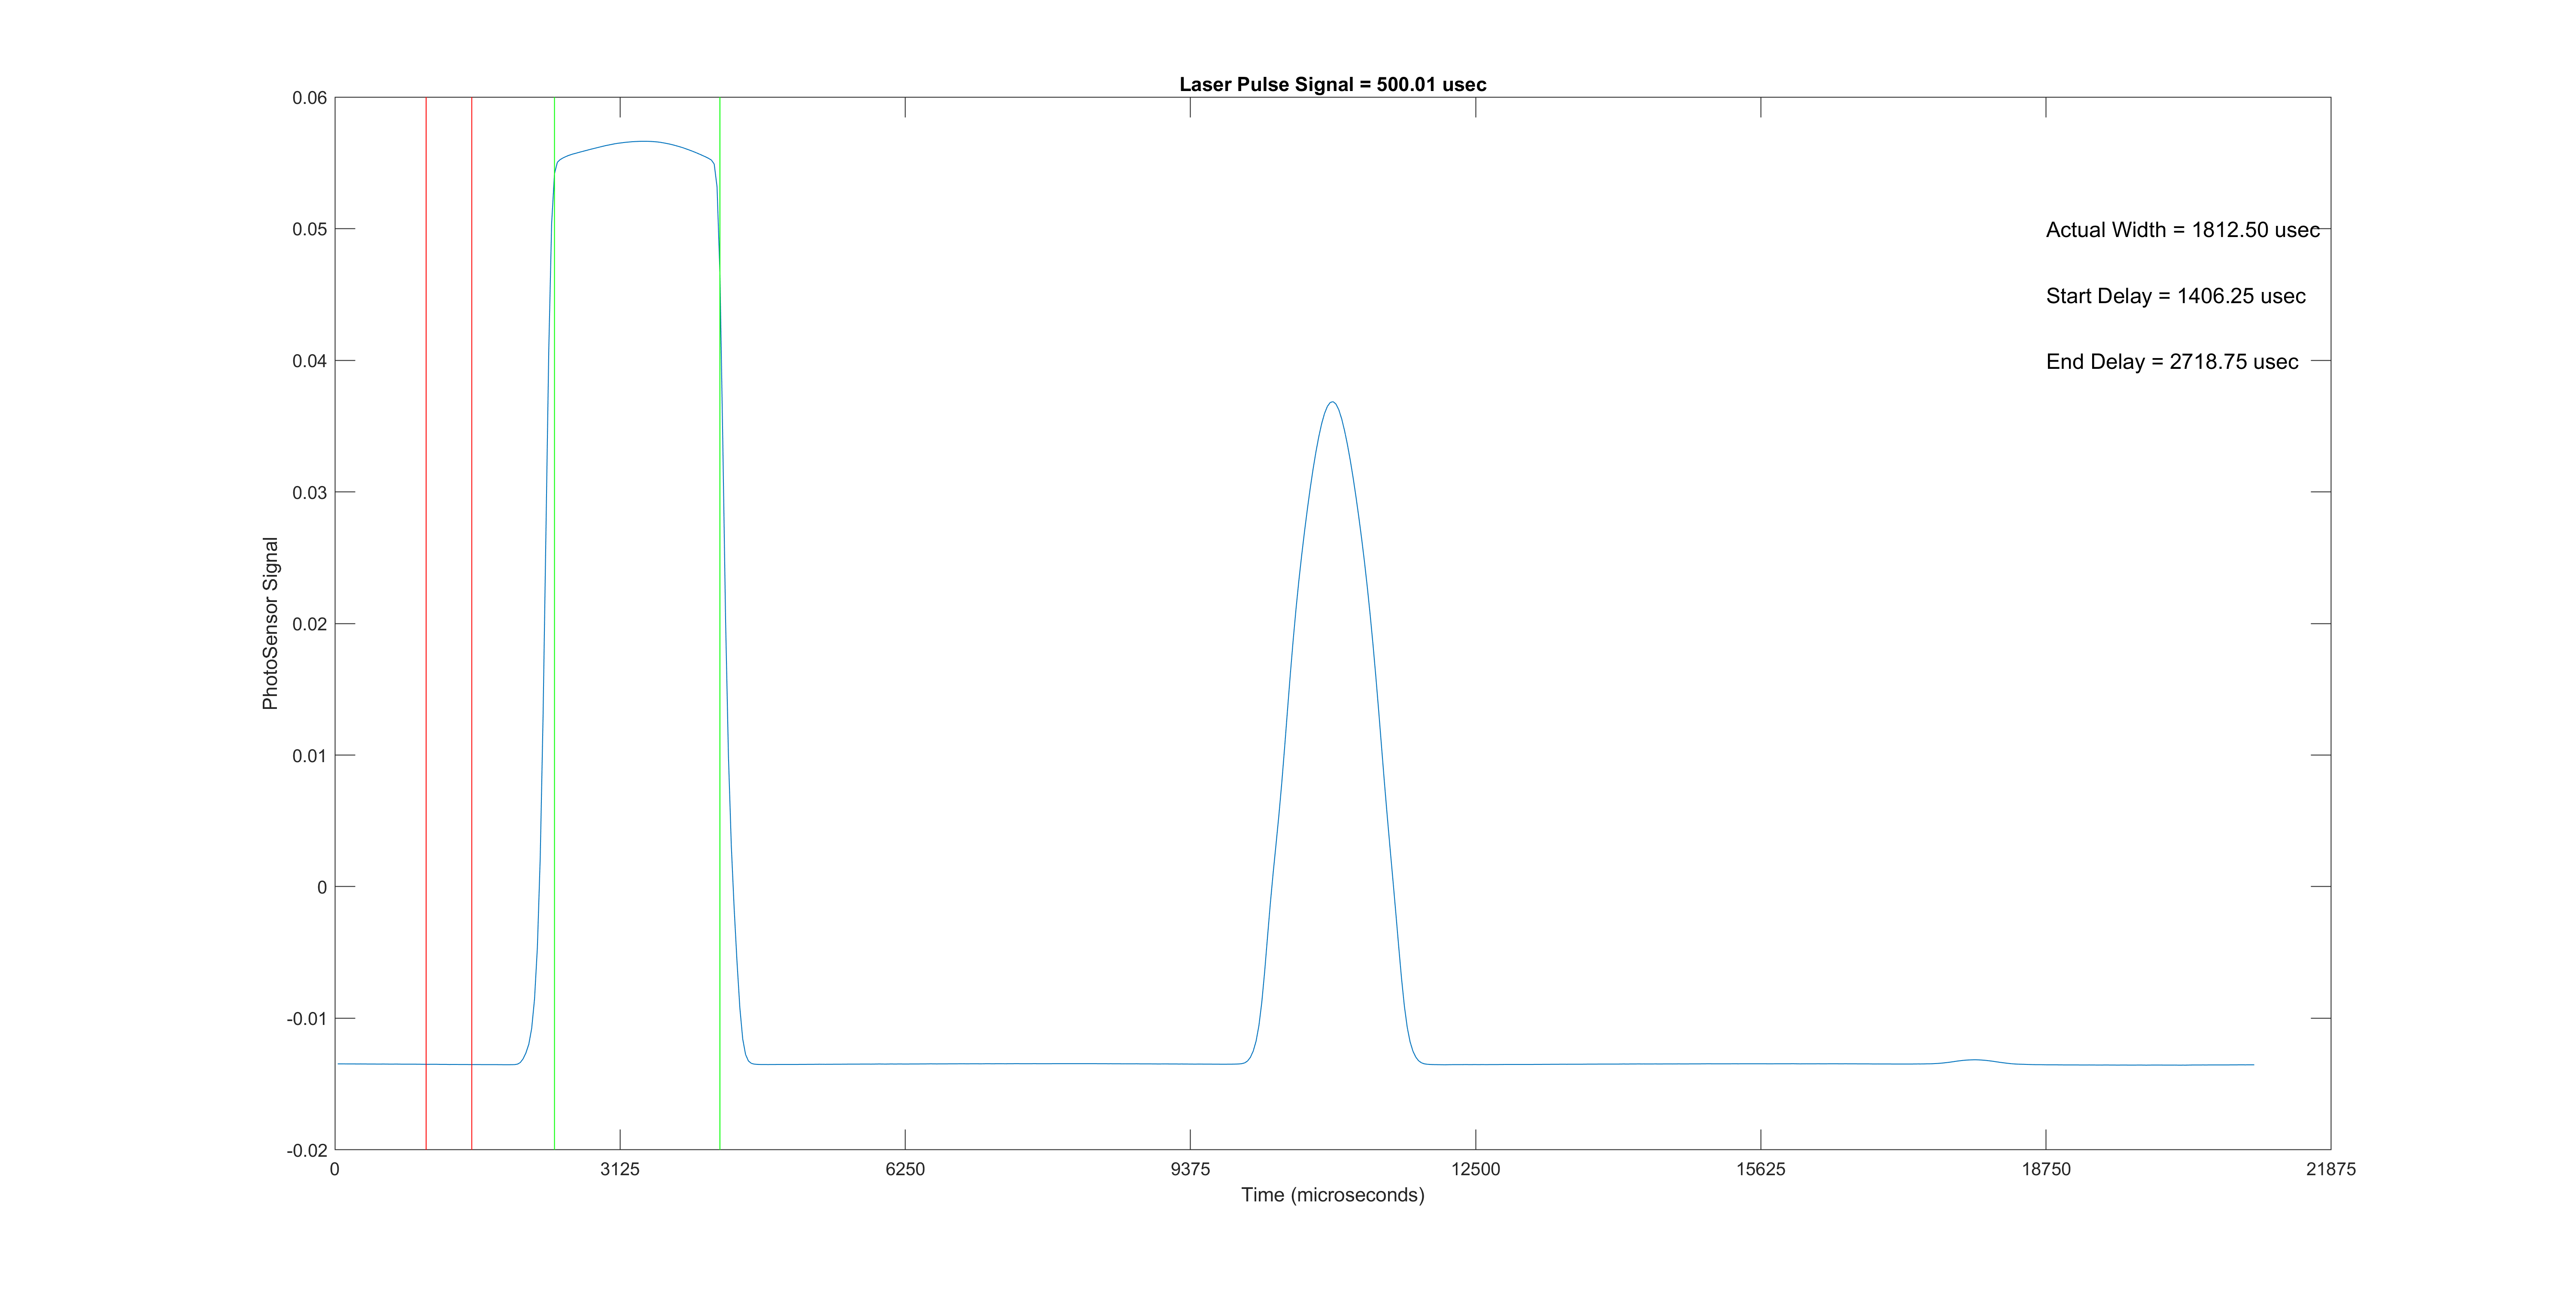 Laser Pulse Signal = 500.01 usec
0.06
0.05
0.04
0.03
0.02
0.01
0
-0.01
-0.02
PhotoSensor Signal
Actual Width = 1812.50 usec
Start Delay = 1406.25 usec
End Delay = 2718.75 usec
0 3125 6250 9375 12500 15625 18750 21875
Time (microseconds)